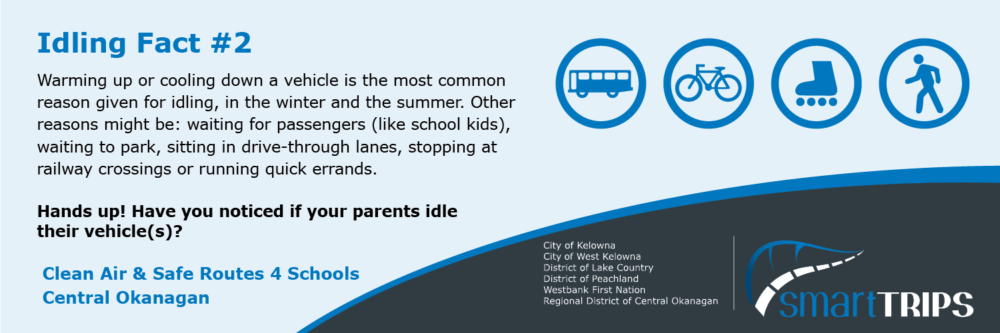 Idling Fact #2
Warming up or cooling down a vehicle is the most common
reason given for idling, in the winter and the summer. Other
reasons might be: waiting for passengers (like school kids),
waiting to park, sitting in drive-through lanes, stopping at
railway crossings or running quick errands.
Hands up! Have you noticed if your parents idle
their vehicle(s)?
Clean Air & Safe Routes 4 Schools
Central Okanagan
City of Kelowna
City of West Kelowna
District of Lake Country
District of Peachland
Westbank First Nation
Regional District of Central Okanagan
smartTRIPS